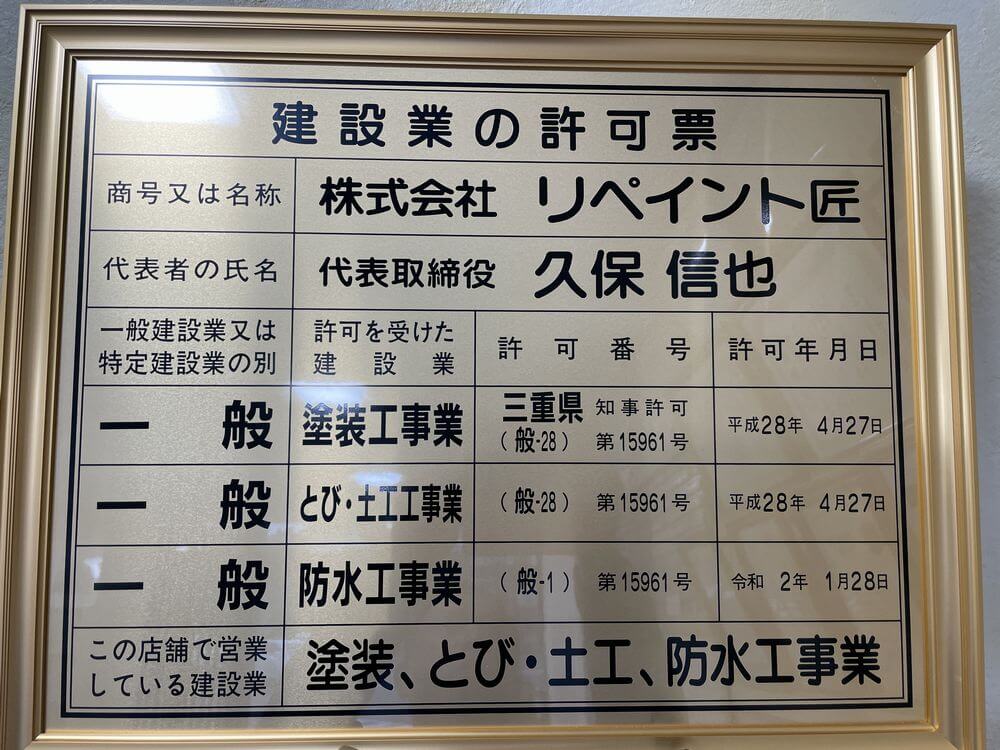 建設業の許可票
商号又は名称 株式会社 リペイント匠
代表者の氏名 代表取締役 久保 信也
一般建設業又は
特定建設業の別
許可を受けた
建設業
許可番号
許可年月日
一般 塗装工事業 三重県 知事許可
(般-28) 第15961号 平成28年 4月27日
一般 とび・土工工事業 (般-28) 第15961号 平成28年 4月27日
一般 防水工事業 (般-1) 第15961号 令和 2年 1月28日
この店舗で営業
している建設業
塗装、とび・土工、防水工事業